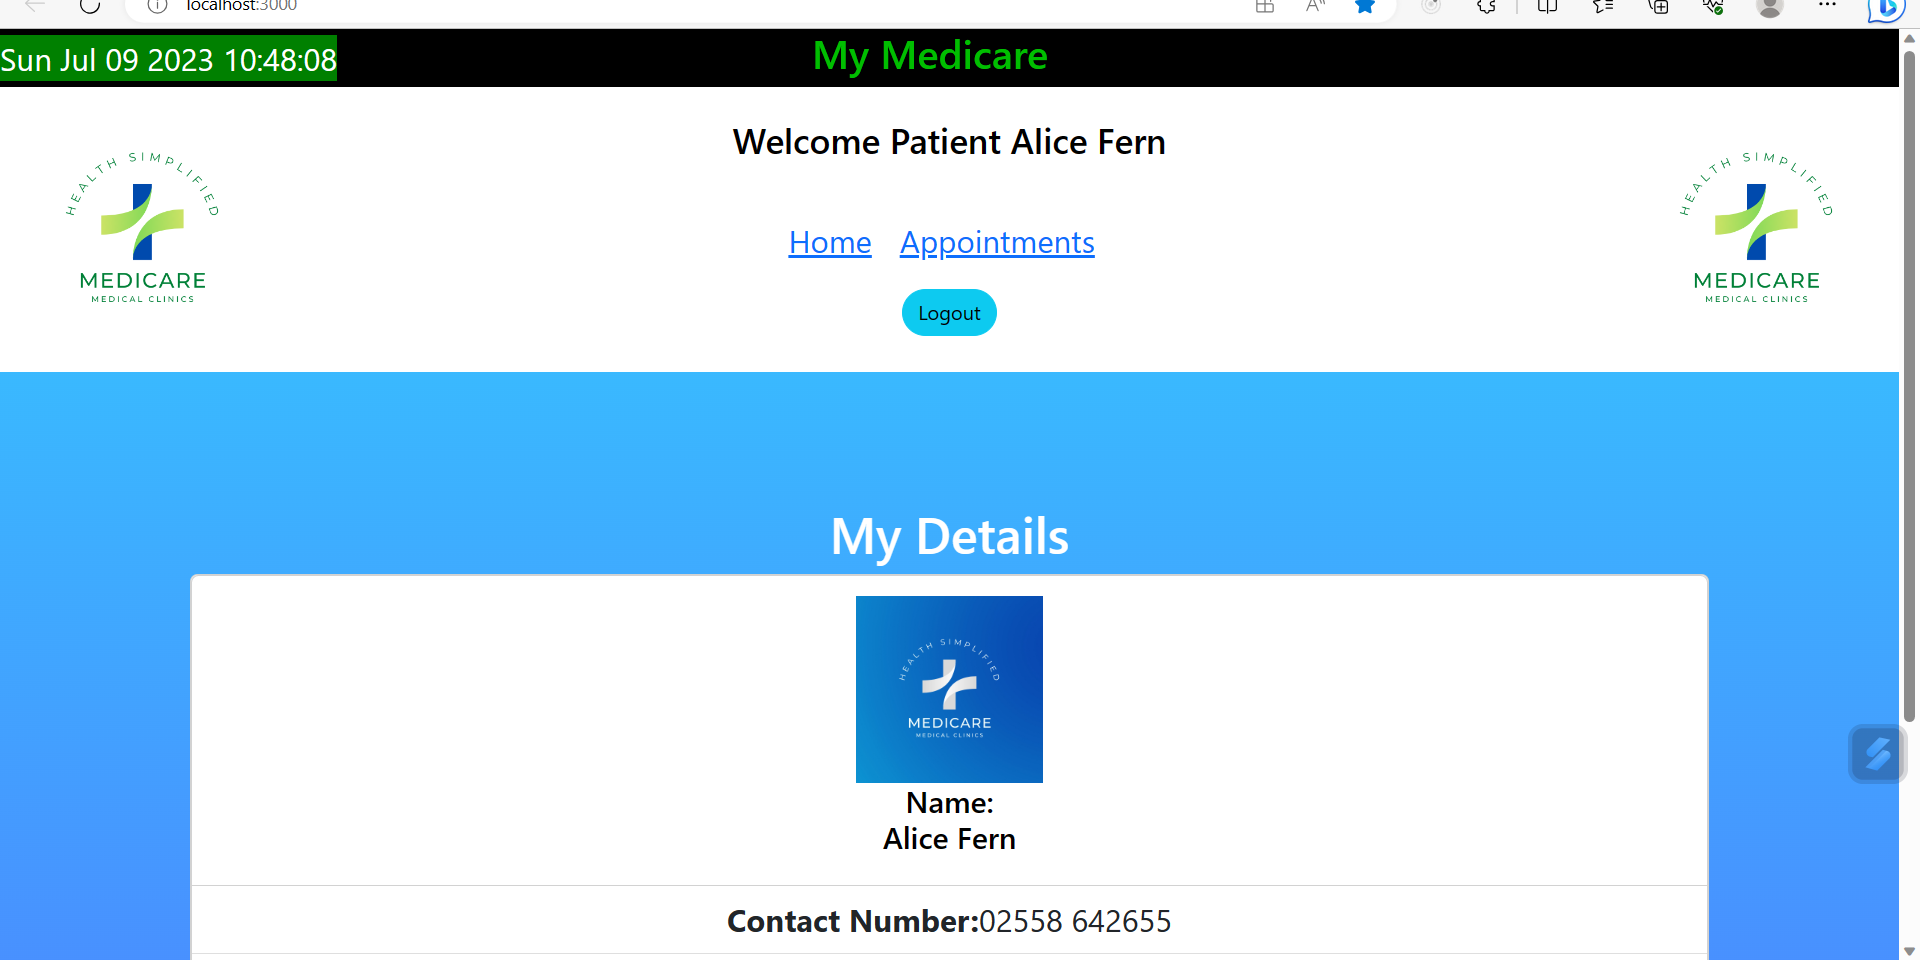 localhost:3000
Sun Jul 09 2023 10:48:08
My Medicare
Welcome Patient Alice Fern
HEALTH SIMPLIFIED
MEDICARE
MEDICAL CLINICS
Home Appointments
Logout
HEALTH SIMPLIFIED
MEDICARE
MEDICAL CLINICS
My Details
HEALTH SIMPLIFIED
MEDICARE
MEDICAL CLINICS
Name:
Alice Fern
Contact Number:02558 642655